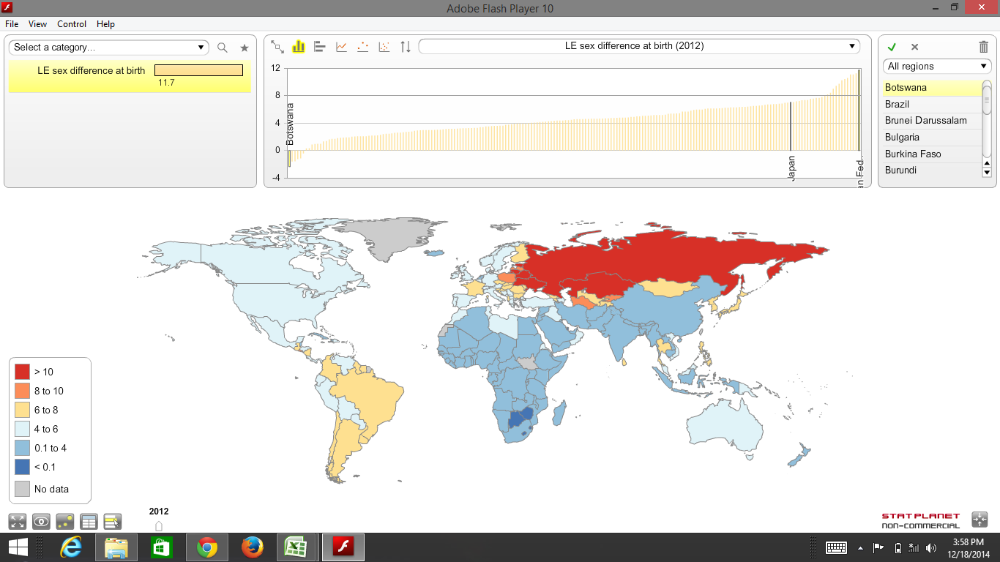 Adobe Flash Player 10
File View Control Help
Select a category...
LE sex difference at birth
11.7
LE sex difference at birth (2012)
12
8
4
0
-4
Botswana
Japan
an Fed..
All regions
Botswana
Brazil
Brunei Darussalam
Bulgaria
Burkina Faso
Burundi
> 10
8 to 10
6 to 8
4 to 6
0.1 to 4
< 0.1
No data
2012
STATPLANET
NON-COMMERCIAL
3:58 PM
12/18/2014